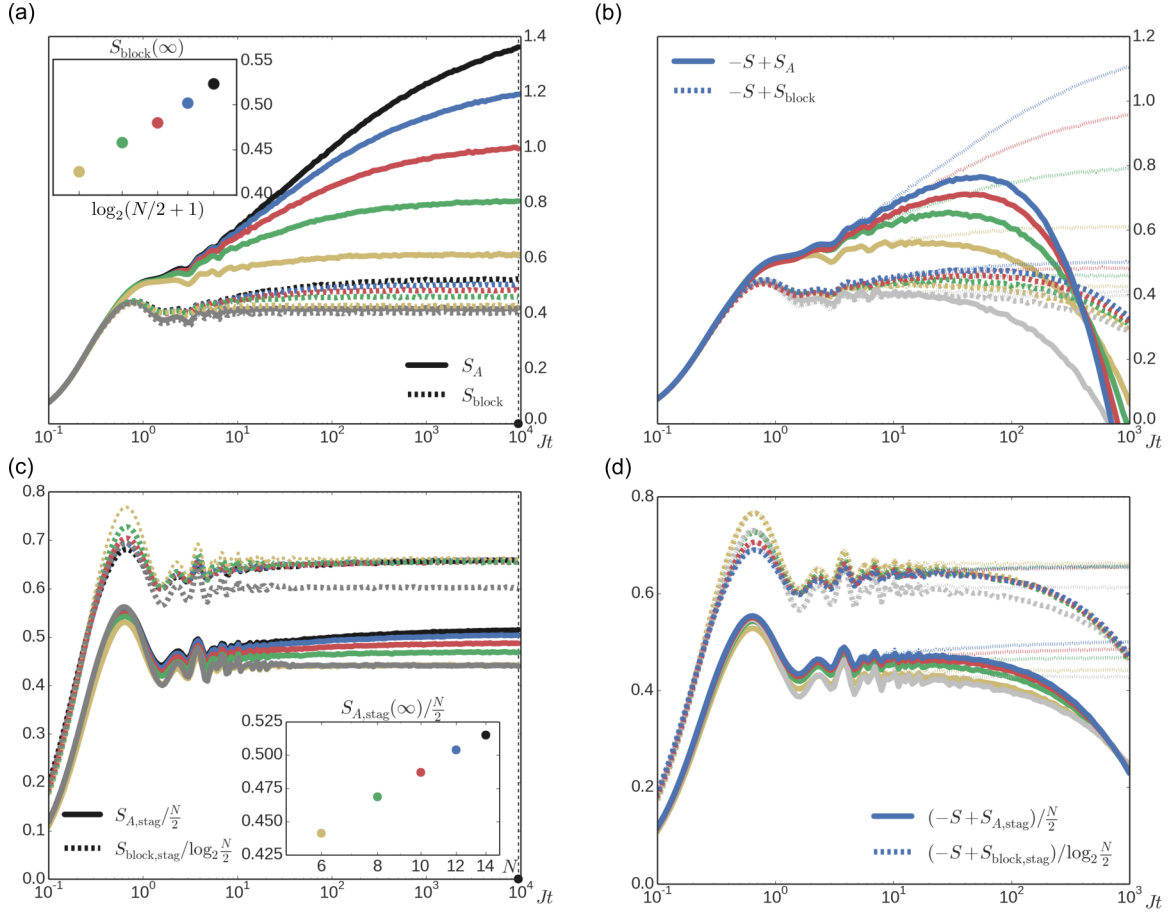 (a)
S_block(∞)
0.55
0.50
0.45
0.40
log₂(N/2 + 1)
1.4
1.2
1.0
0.8
0.6
0.4
0.2
0.0
S_A
S_block
10⁻¹ 10⁰ 10¹ 10² 10³ 10⁴
Jt
(b)
−S + S_A
−S + S_block
1.2
1.0
0.8
0.6
0.4
0.2
0.0
10⁻¹ 10⁰ 10¹ 10² 10³
Jt
(c)
0.8
0.7
0.6
0.5
0.4
0.3
0.2
0.1
0.0
S_A,stag/N/2
S_block,stag/log₂ N/2
S_A,stag(∞)/N/2
0.525
0.500
0.475
0.450
0.425
6 8 10 12 14
N
10⁻¹ 10⁰ 10¹ 10² 10³ 10⁴
Jt
(d)
0.8
0.6
0.4
0.2
0.0
(−S + S_A,stag)/N/2
(−S + S_block,stag)/log₂ N/2
10⁻¹ 10⁰ 10¹ 10² 10³
Jt